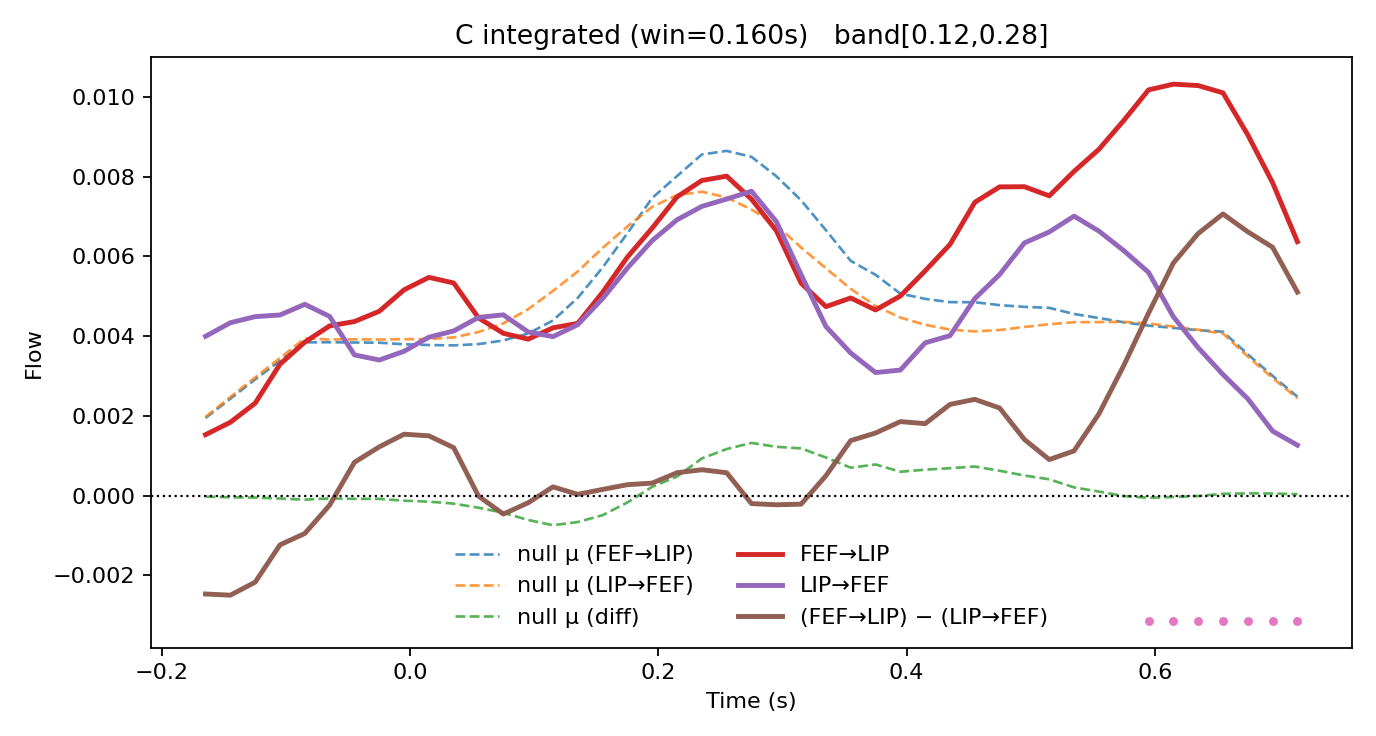 C integrated (win=0.160s)   band[0.12,0.28]
0.010
0.008
0.006
0.004
0.002
0.000
−0.002
Flow
null μ (FEF→LIP)
null μ (LIP→FEF)
null μ (diff)
FEF→LIP
LIP→FEF
(FEF→LIP) − (LIP→FEF)
−0.2 0.0 0.2 0.4 0.6
Time (s)